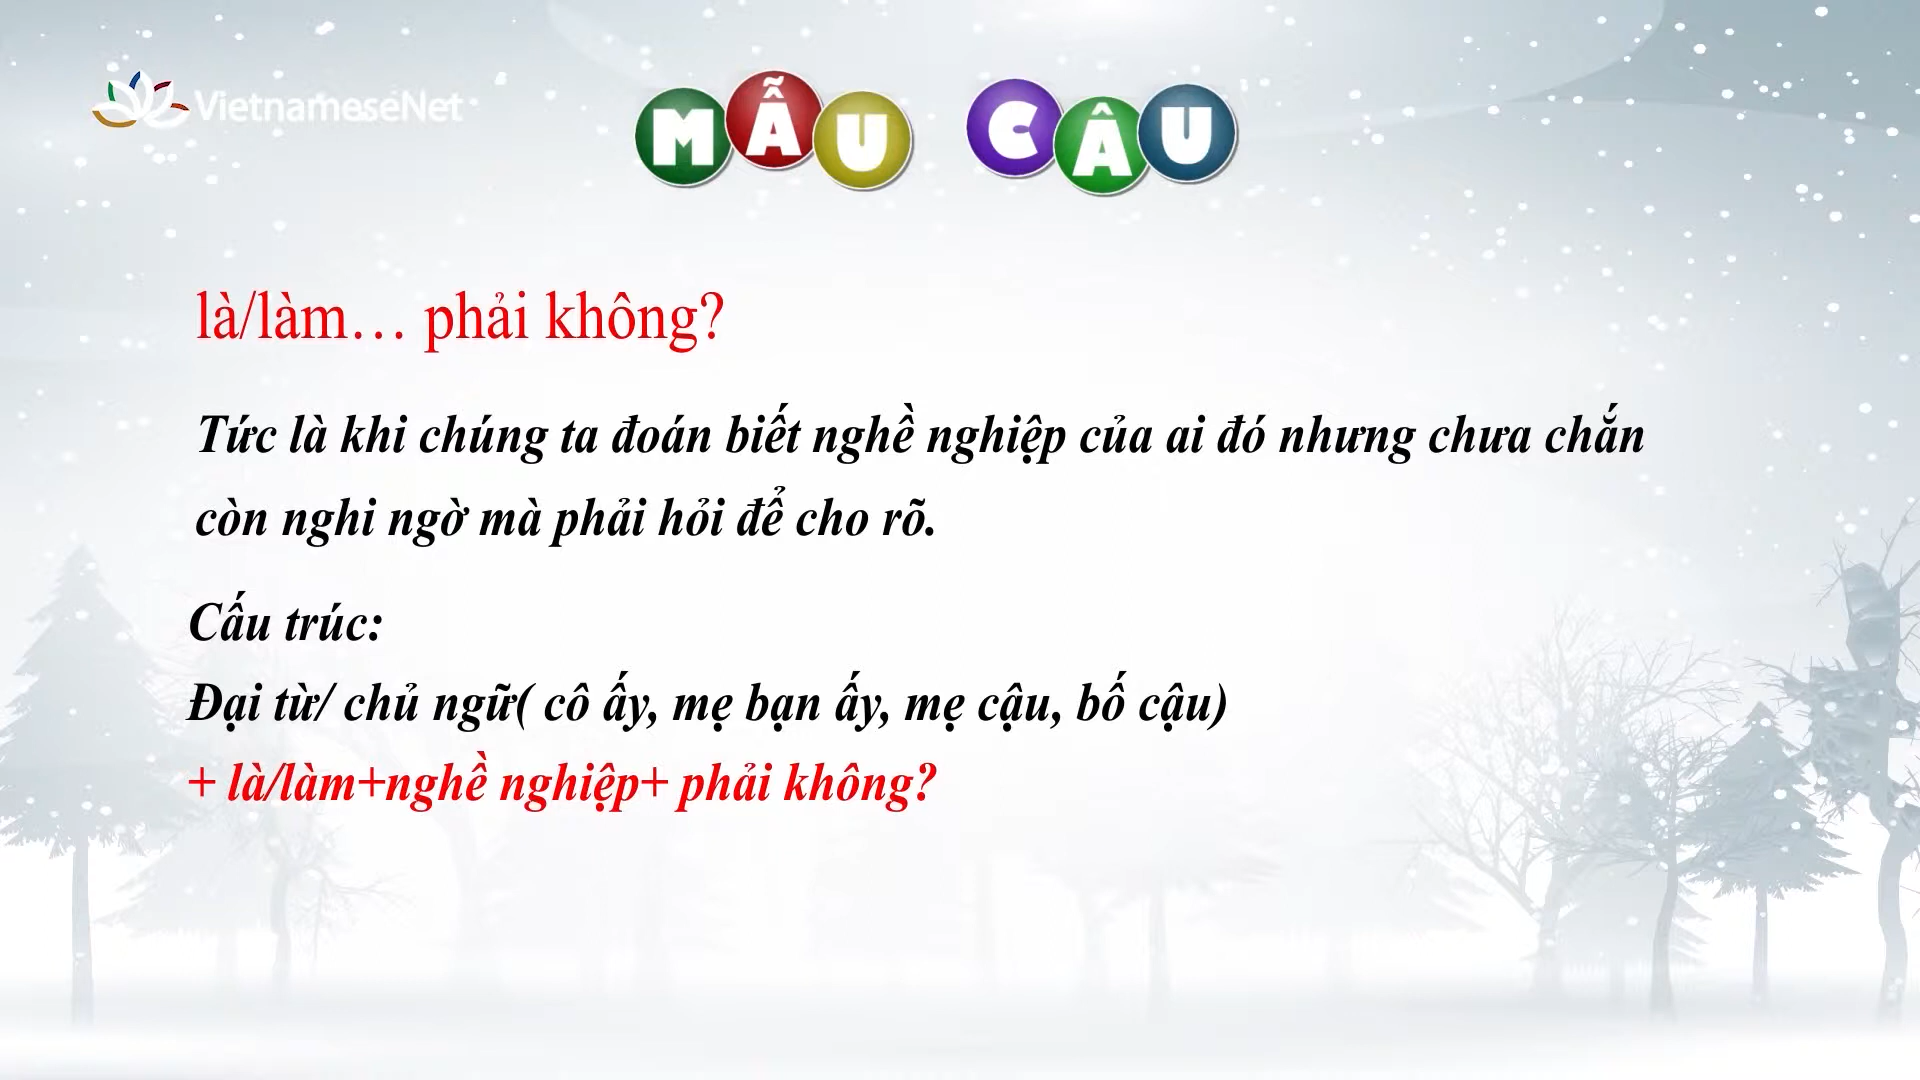 VietnameseNet
MẪU CÂU
là/làm… phải không?
Tức là khi chúng ta đoán biết nghề nghiệp của ai đó nhưng chưa chắn
còn nghi ngờ mà phải hỏi để cho rõ.
Cấu trúc:
Đại từ/ chủ ngữ( cô ấy, mẹ bạn ấy, mẹ cậu, bố cậu)
+ là/làm+nghề nghiệp+ phải không?